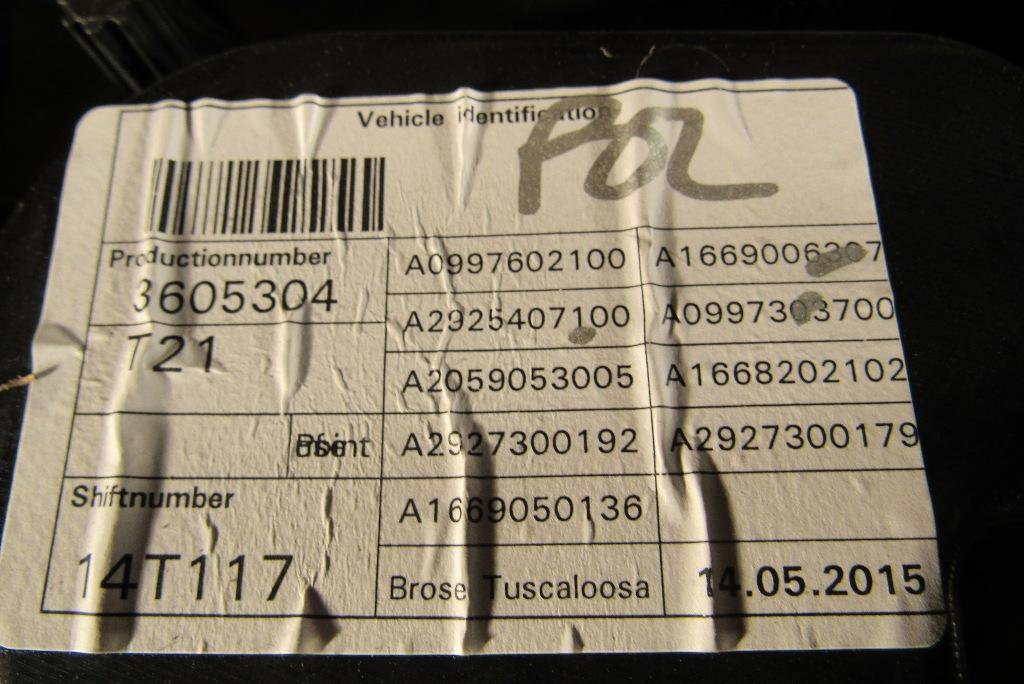 Vehicle identification
POL
Productionnumber
3605304
T21
Shiftnumber
14T117
A0997602100 A1669006307
A2925407100 A0997303700
A2059053005 A1668202102
A2927300192 A2927300179
A1669050136
Brose Tuscaloosa 14.05.2015